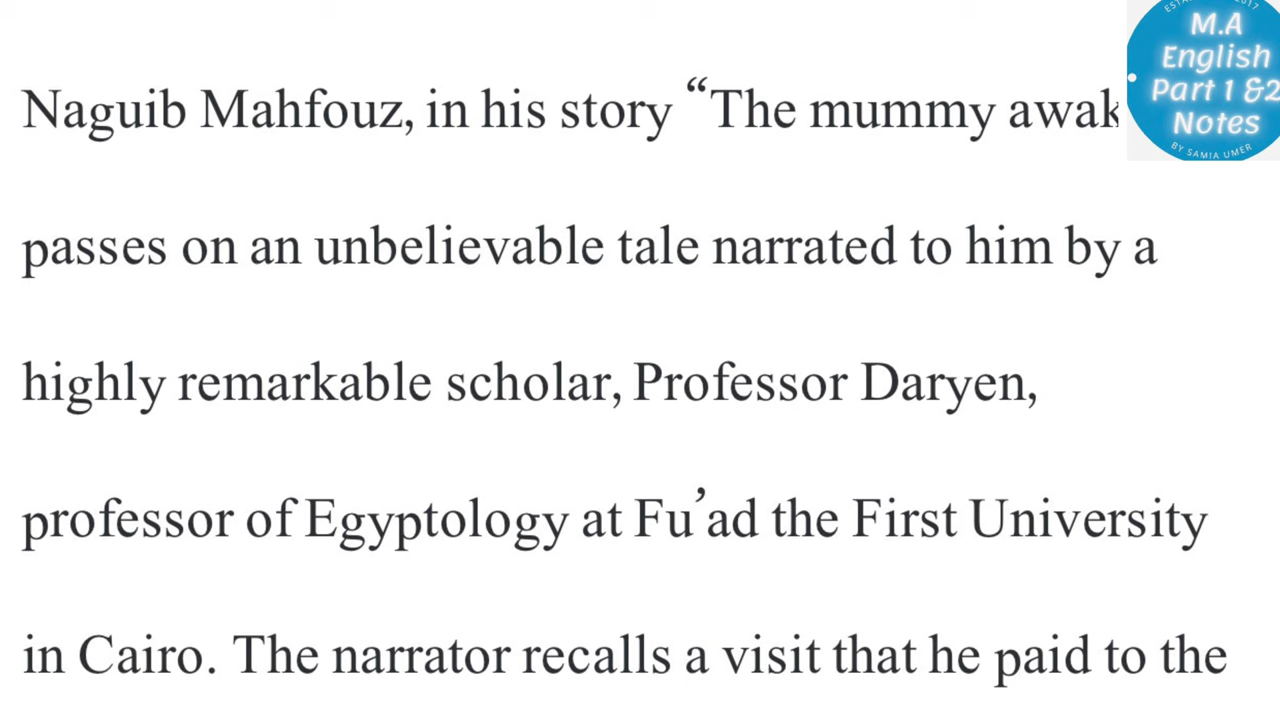 Naguib Mahfouz, in his story “The mummy
passes on an unbelievable tale narrated to him by a
highly remarkable scholar, Professor Daryen,
professor of Egyptology at Fu’ad the First University
in Cairo. The narrator recalls a visit that he paid to the
M.A
English
Part 1 &2
Notes
BY SAMIA UMER